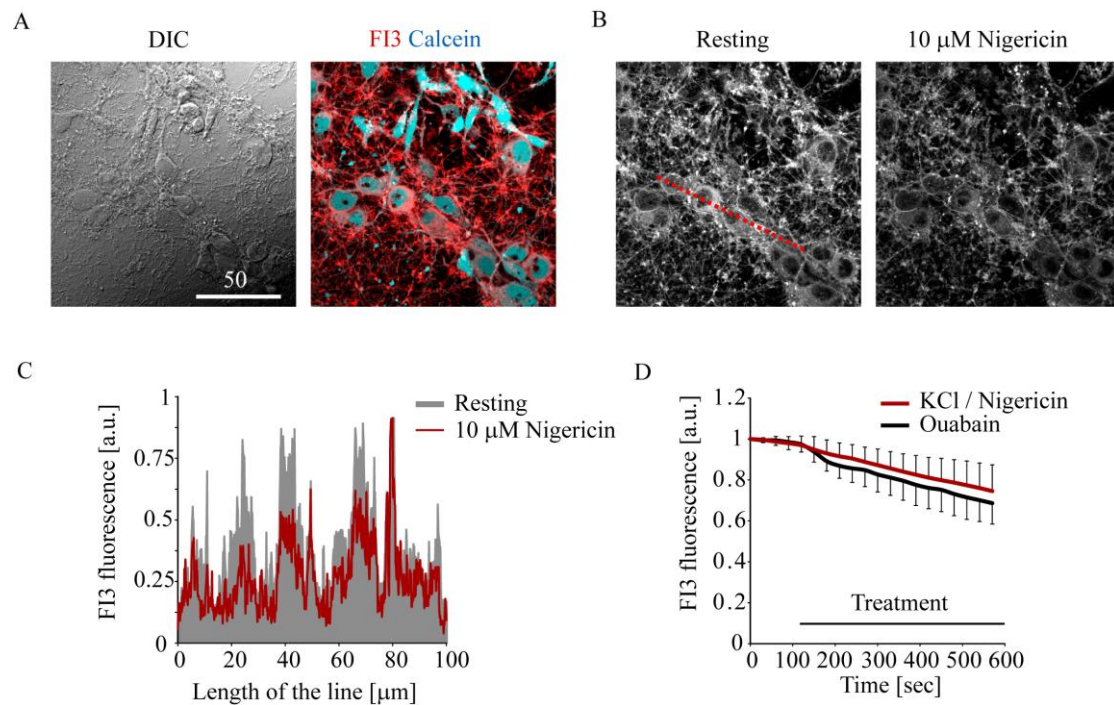 A
DIC
FI3 Calcein
50
B
Resting
10 μM Nigericin
C
FI3 fluorescence [a.u.]
1
0.75
0.5
0.25
0
Resting
10 μM Nigericin
0 20 40 60 80 100
Length of the line [μm]
D
FI3 fluorescence [a.u.]
1.2
1
0.8
0.6
0.4
0.2
0
KCl / Nigericin
Ouabain
Treatment
0 100 200 300 400 500 600
Time [sec]